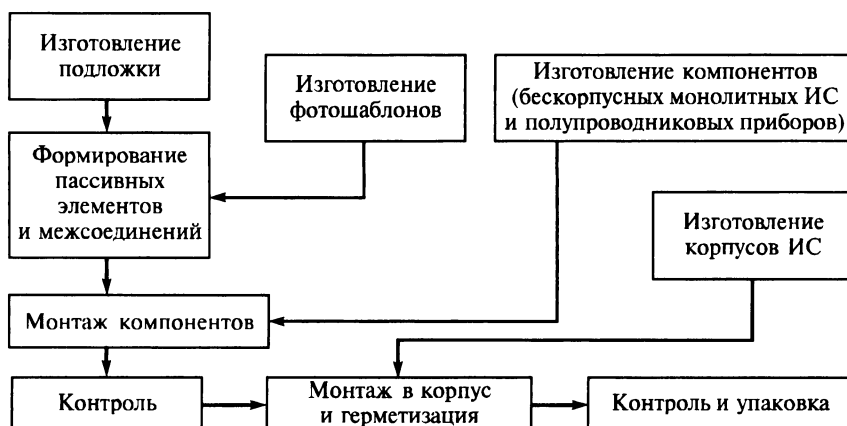 Изготовление
подложки
Изготовление
фотошаблонов
Изготовление компонентов
(бескорпусных монолитных ИС
и полупроводниковых приборов)
Формирование
пассивных
элементов
и межсоединений
Изготовление
корпусов ИС
Монтаж компонентов
Контроль
Монтаж в корпус
и герметизация
Контроль и упаковка